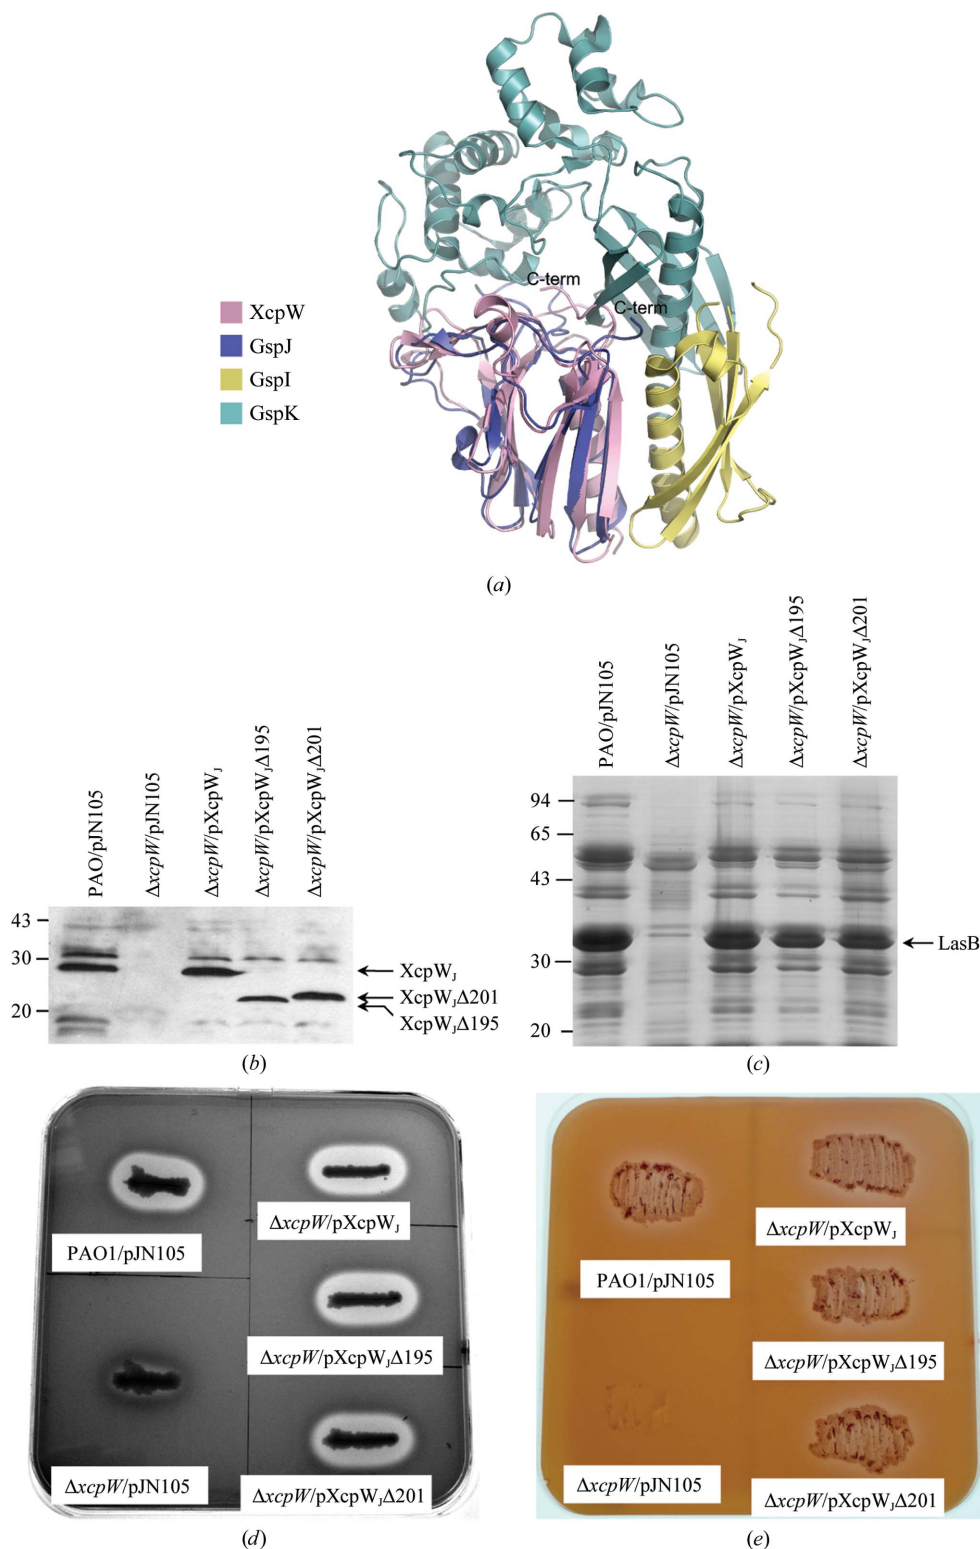 C-term
C-term
XcpW
GspJ
GspI
GspK
(a)
PAO/pJN105
ΔxcpW/pJN105
ΔxcpW/pXcpWJ
ΔxcpW/pXcpWJΔ195
ΔxcpW/pXcpWJΔ201
43
30
20
XcpWJ
XcpWJΔ201
XcpWJΔ195
(b)
PAO/pJN105
ΔxcpW/pJN105
ΔxcpW/pXcpWJ
ΔxcpW/pXcpWJΔ195
ΔxcpW/pXcpWJΔ201
94
65
43
30
20
LasB
(c)
PAO1/pJN105
ΔxcpW/pXcpWJ
ΔxcpW/pXcpWJΔ195
ΔxcpW/pJN105
ΔxcpW/pXcpWJΔ201
(d)
PAO1/pJN105
ΔxcpW/pXcpWJ
ΔxcpW/pXcpWJΔ195
ΔxcpW/pJN105
ΔxcpW/pXcpWJΔ201
(e)